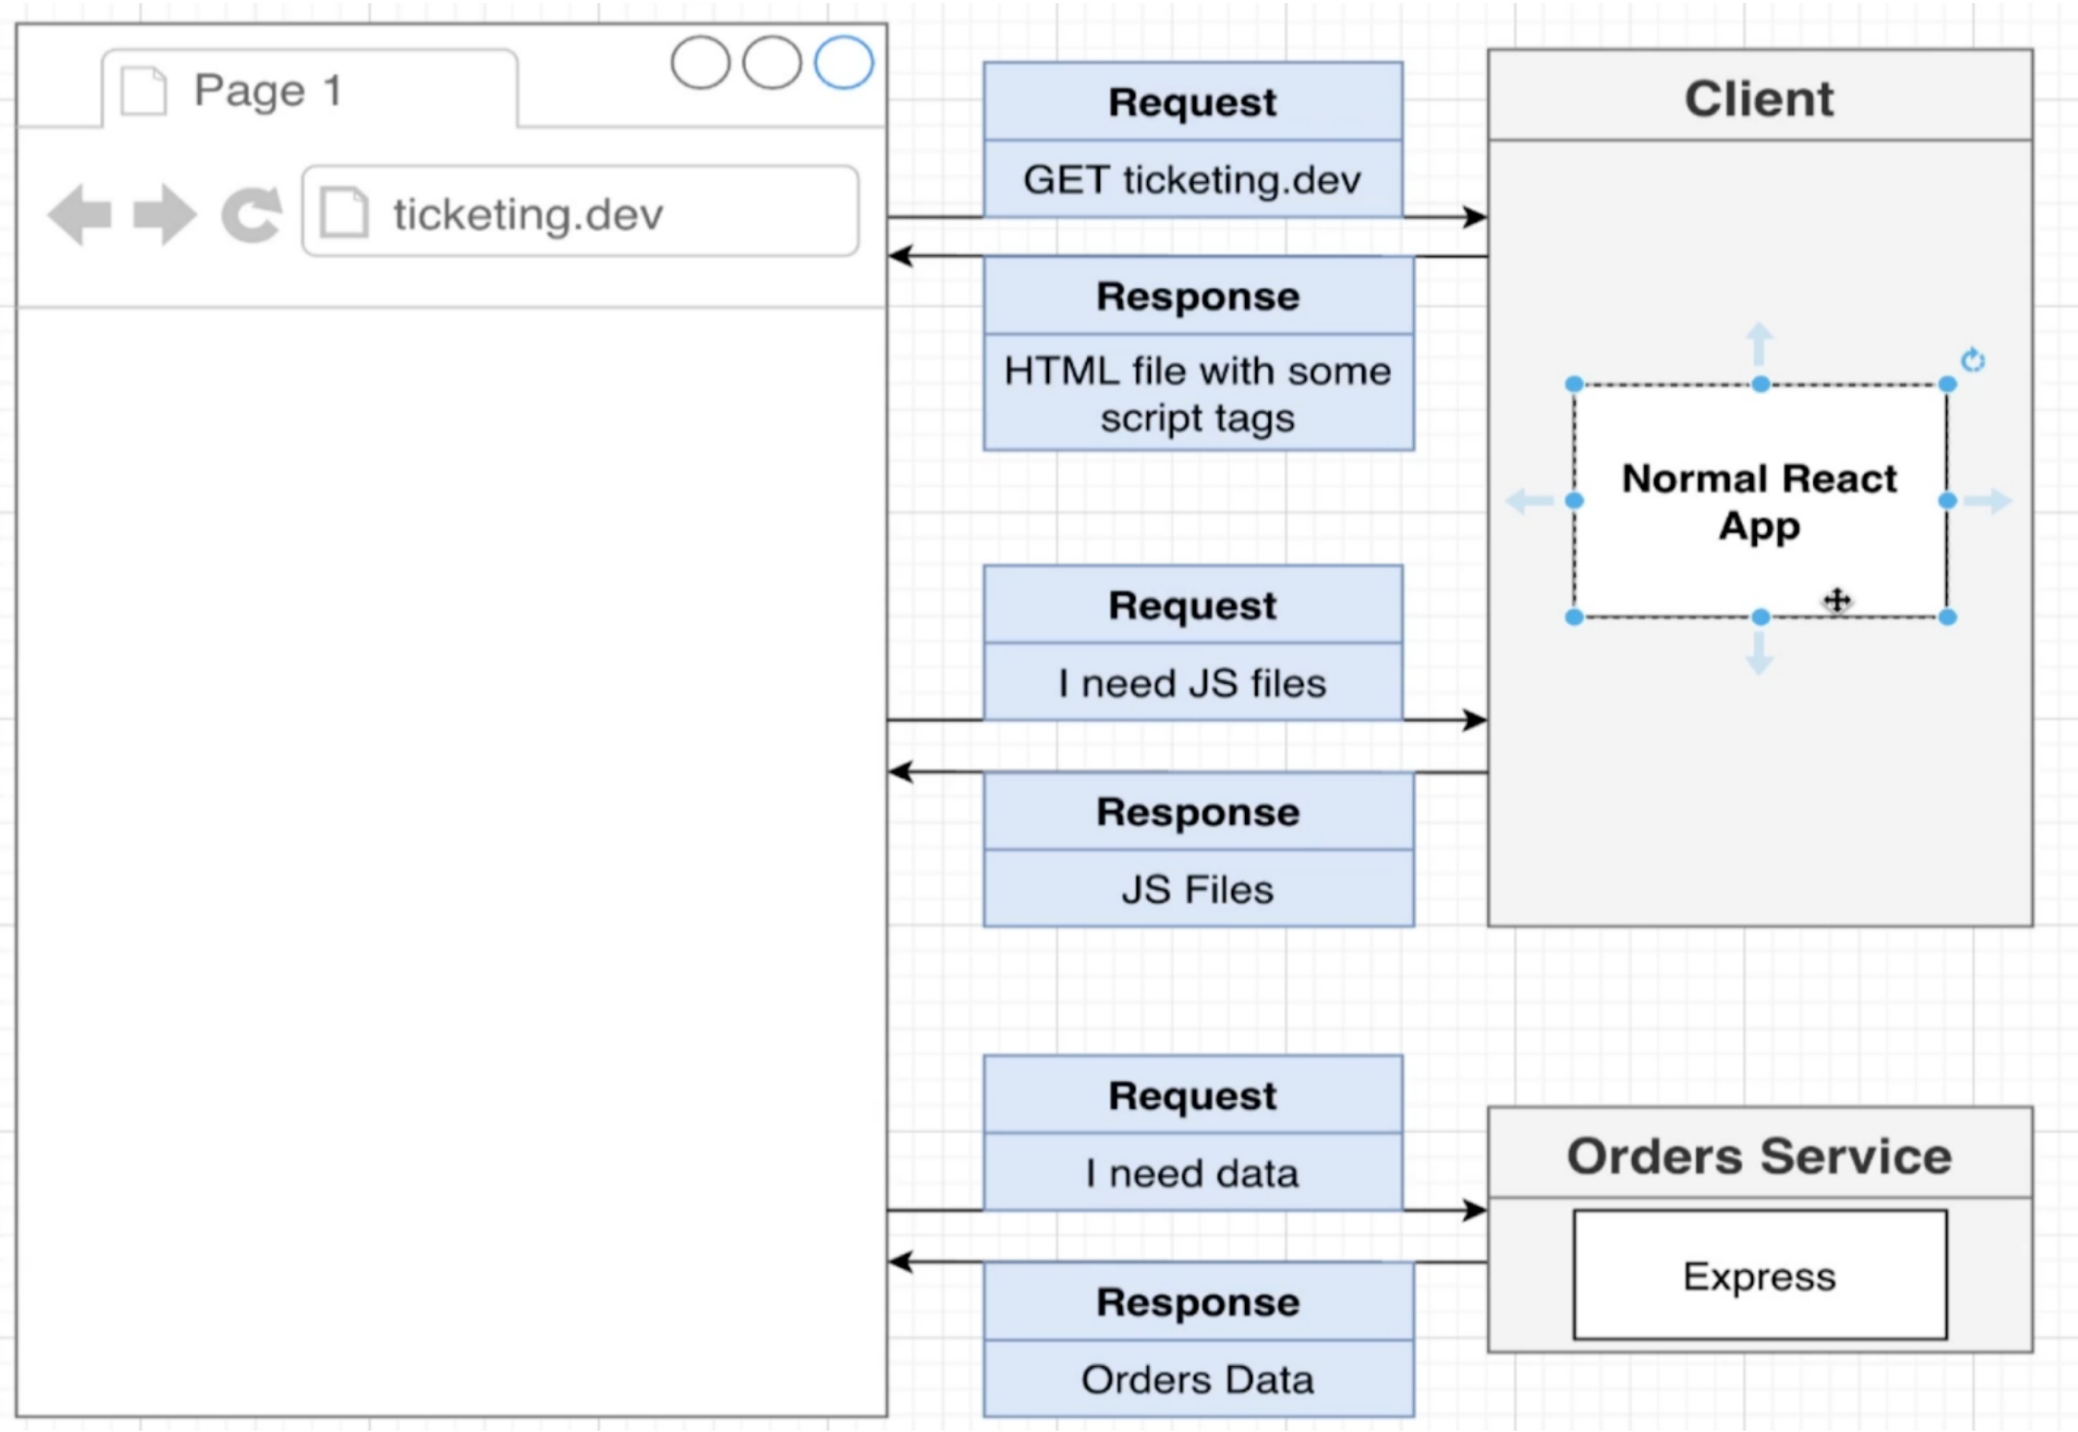 Page 1
ticketing.dev
Request
GET ticketing.dev
Response
HTML file with some
script tags
Request
I need JS files
Response
JS Files
Request
I need data
Response
Orders Data
Client
Normal React
App
Orders Service
Express